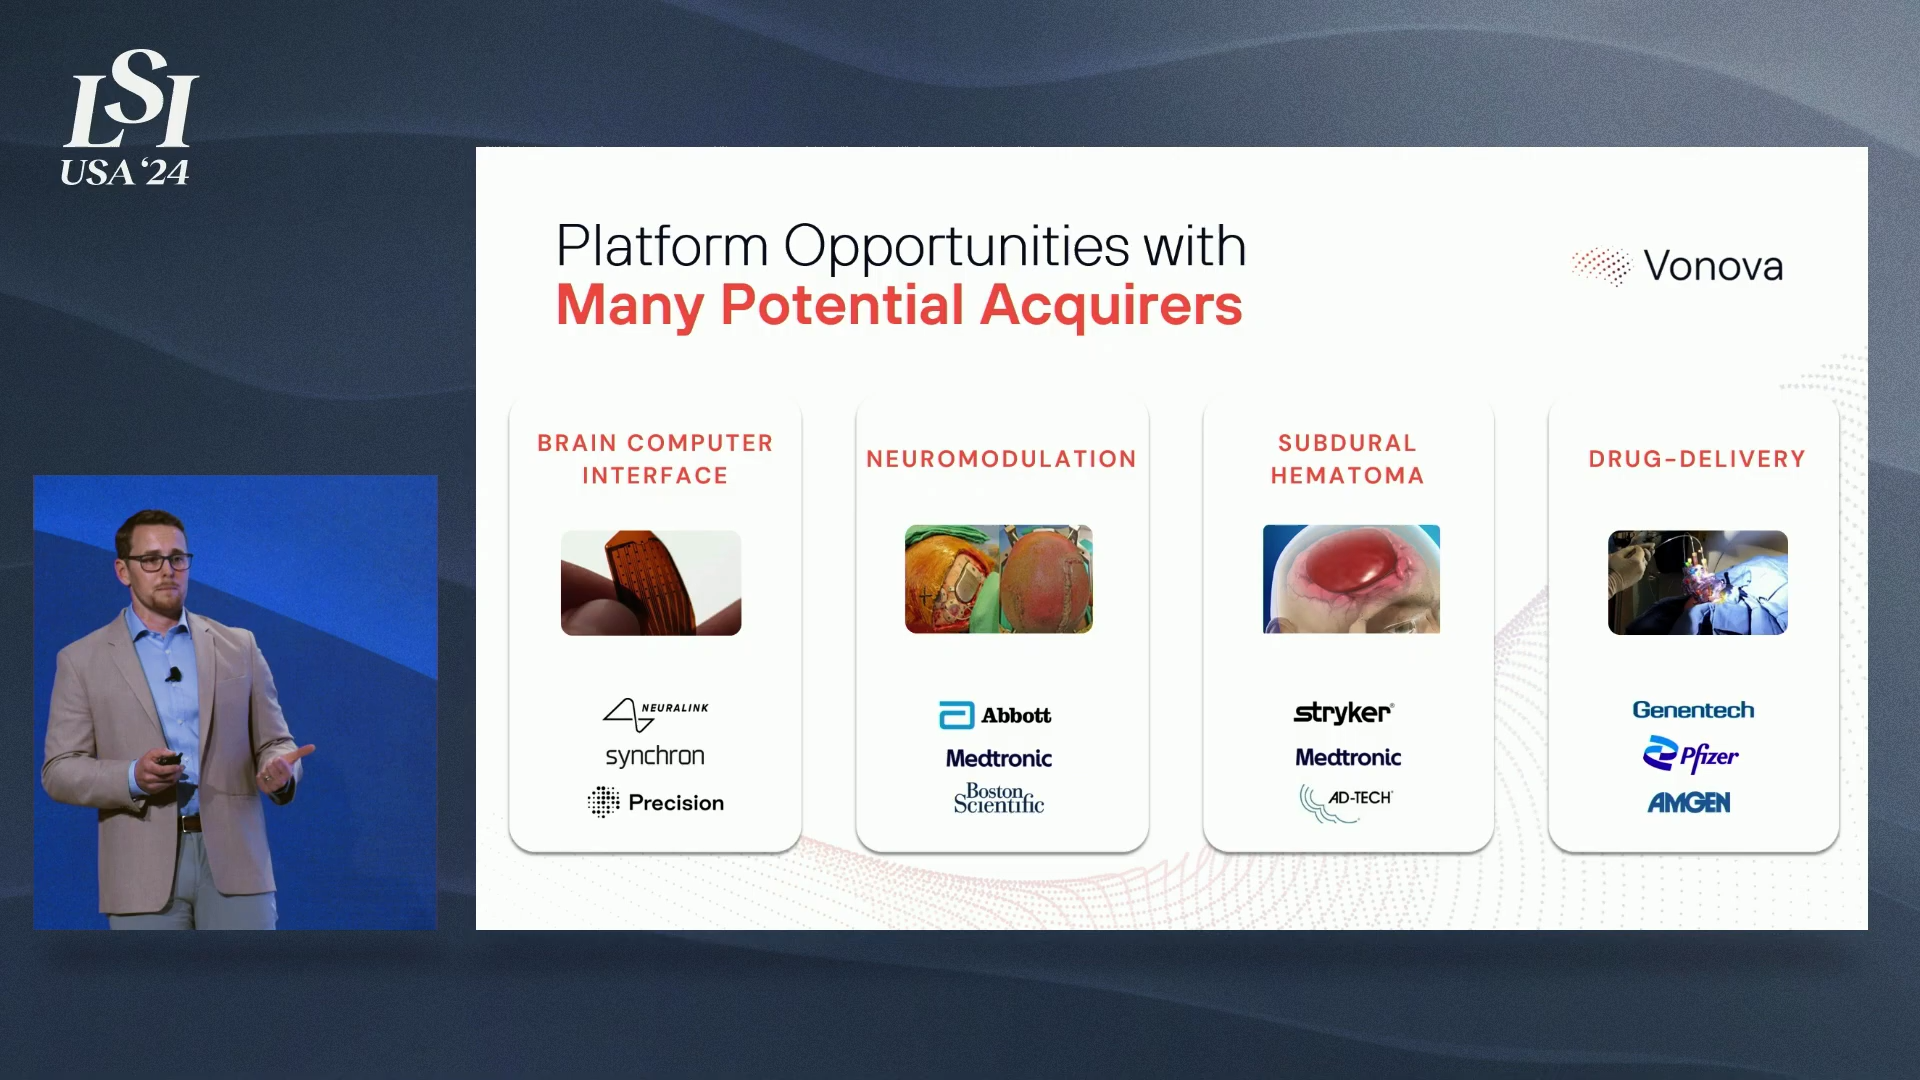 LSI
USA '24
Platform Opportunities with
Many Potential Acquirers
Vonova
BRAIN COMPUTER
INTERFACE
NEURALINK
synchron
Precision
NEUROMODULATION
Abbott
Medtronic
Boston
Scientific
SUBDURAL
HEMATOMA
stryker®
Medtronic
AD-TECH®
DRUG-DELIVERY
Genentech
Pfizer
AMGEN